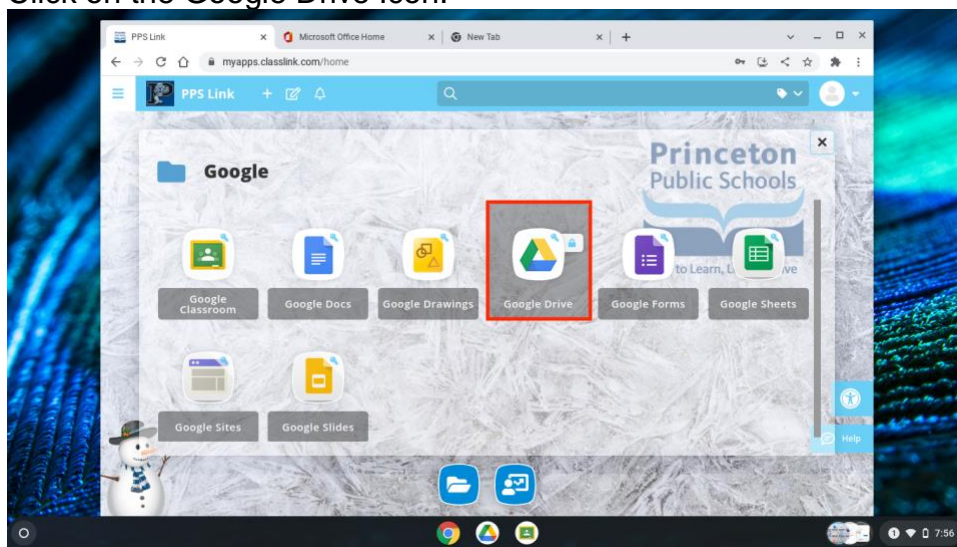 Click on the Google Drive icon.
PPS Link
Microsoft Office Home
New Tab
myapps.classlink.com/home
PPS Link
Google
Princeton
Public Schools
to Learn, L
ve
Google
Classroom
Google Docs
Google Drawings
Google Drive
Google Forms
Google Sheets
Google Sites
Google Slides
Help
1
7:56